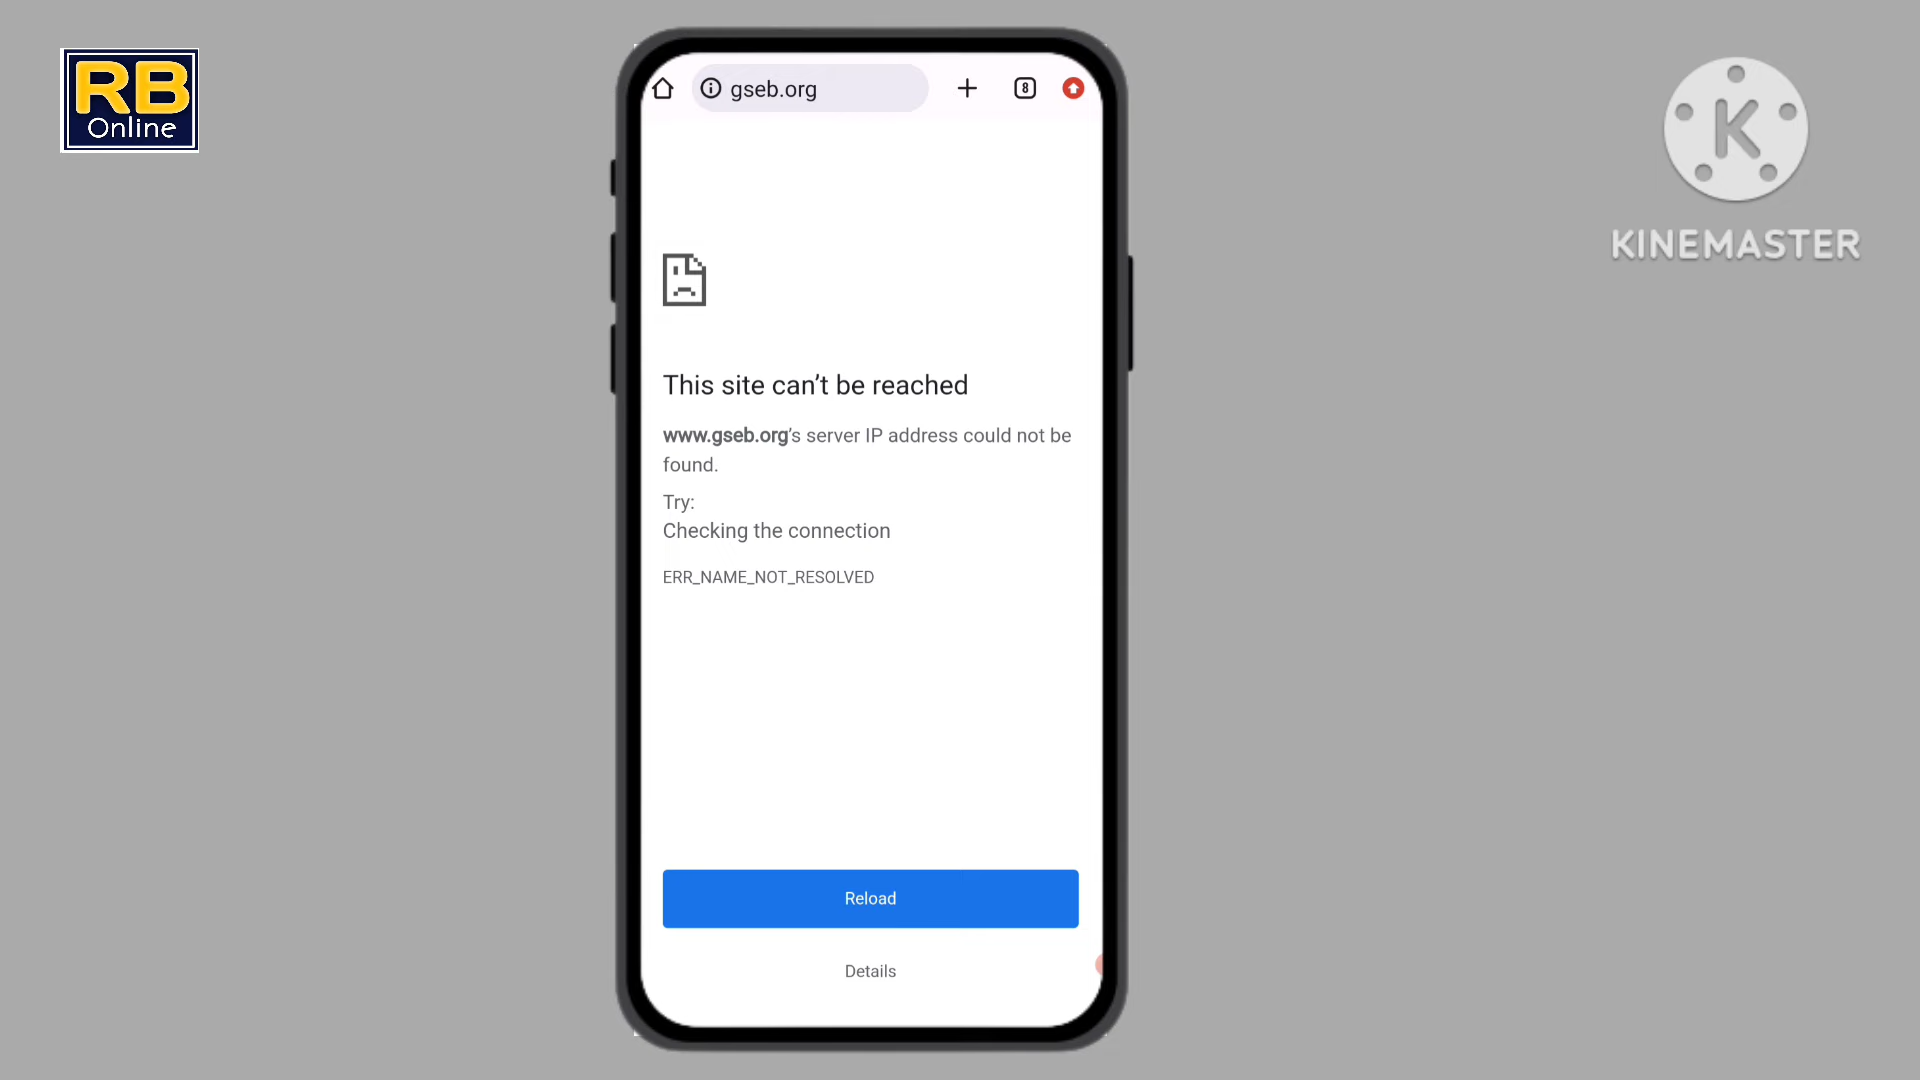 RB
Online
gseb.org
8
K
KINEMASTER
This site can’t be reached
www.gseb.org’s server IP address could not be
found.
Try:
Checking the connection
ERR_NAME_NOT_RESOLVED
Reload
Details